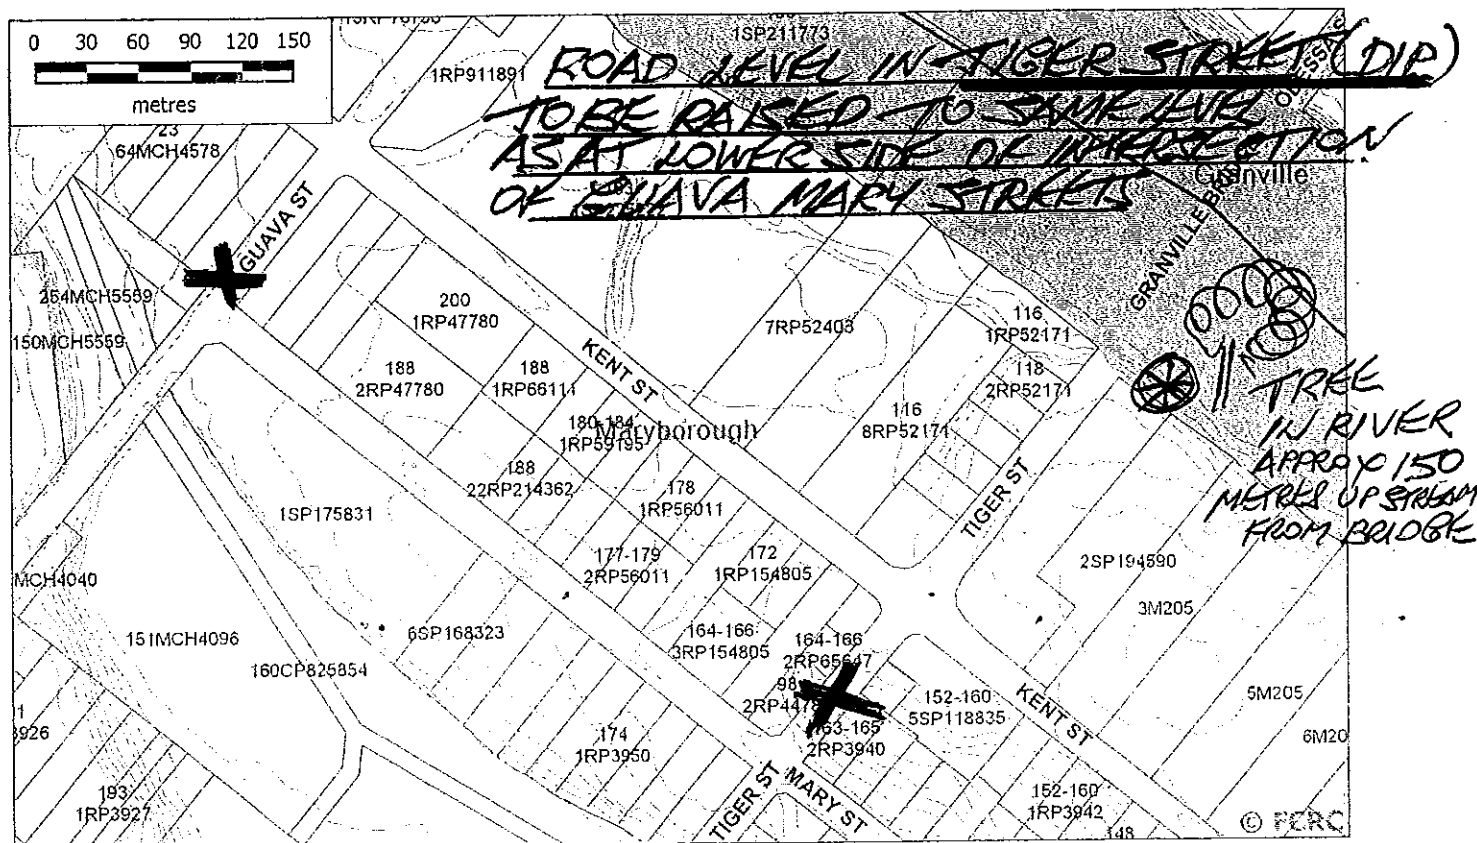 0 30 60 90 120 150
metres
1SP211773
1RP911891
ROAD LEVEL IN TIGER STREET (DIP)
TO BE RAISED TO SAME LEVEL
AS AT LOWER SIDE OF INTERSECTION
OF GUAVA MARY STREETS
23
64MCH4578
Granville
GUAVA ST
254MCH5559
150MCH5559
200
1RP47780
188
2RP47780
188
1RP66111
KENT ST
7RP52403
116
1RP52171
118
2RP52171
TREE
IN RIVER
APPROX 150
METRES UPSTREAM
FROM BRIDGE
180-184
1RP59195
Maryborough
116
8RP52171
188
22RP214362
178
1RP56011
TIGER ST
1SP175831
177-179
2RP56011
172
1RP154805
2SP194590
3M205
MCH4040
151MCH4096
160CP825854
6SP168323
164-166
3RP154805
164-166
2RP65647
98
152-160
5SP118835
KENT ST
5M205
6M20
163-165
2RP3940
174
1RP3950
193
1RP3927
TIGER ST
MARY ST
152-160
1RP3942
148
© FERC